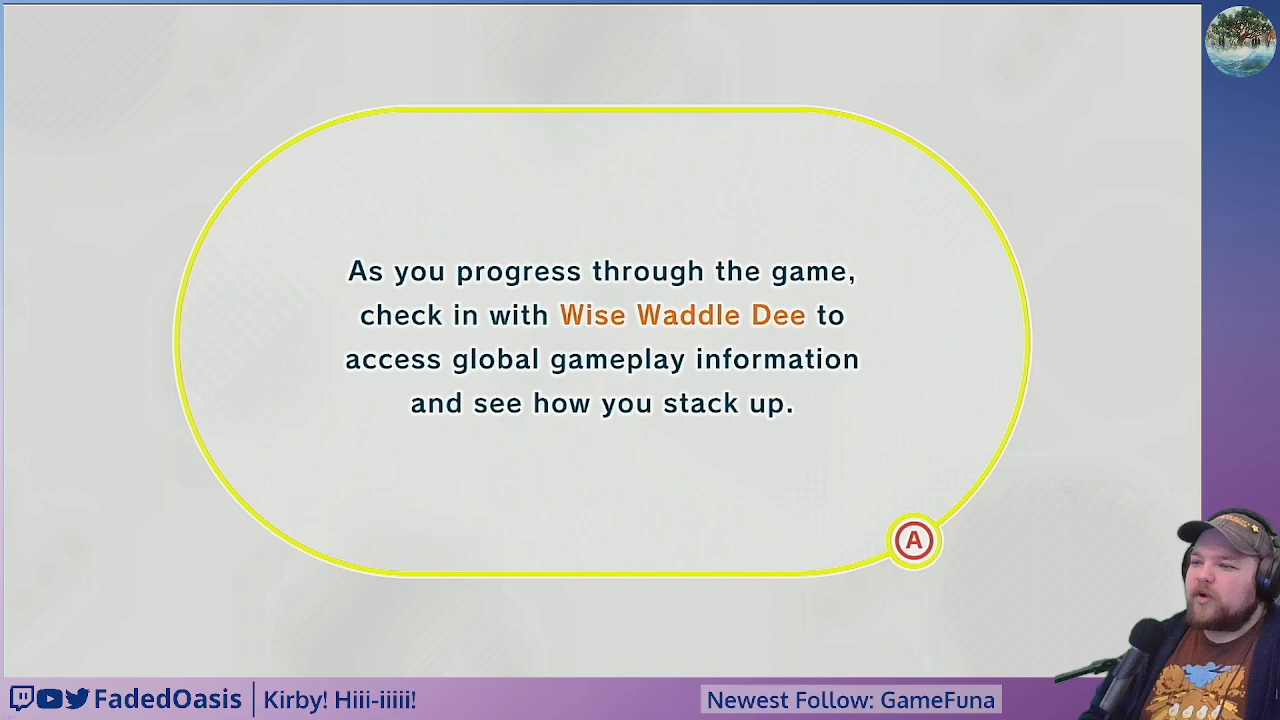 As you progress through the game,
check in with Wise Waddle Dee to
access global gameplay information
and see how you stack up.
A
FadedOasis
Kirby! Hiii-iiiii!
Newest Follow: GameFuna